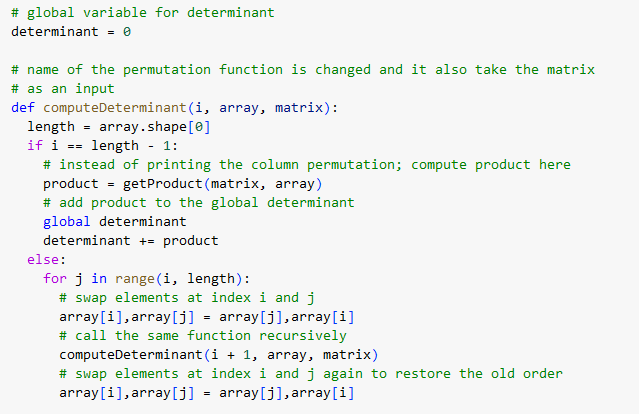 # global variable for determinant
determinant = 0
# name of the permutation function is changed and it also take the matrix
# as an input
def computeDeterminant(i, array, matrix):
  length = array.shape[0]
  if i == length - 1:
    # instead of printing the column permutation; compute product here
    product = getProduct(matrix, array)
    # add product to the global determinant
    global determinant
    determinant += product
  else:
    for j in range(i, length):
      # swap elements at index i and j
      array[i],array[j] = array[j],array[i]
      # call the same function recursively
      computeDeterminant(i + 1, array, matrix)
      # swap elements at index i and j again to restore the old order
      array[i],array[j] = array[j],array[i]